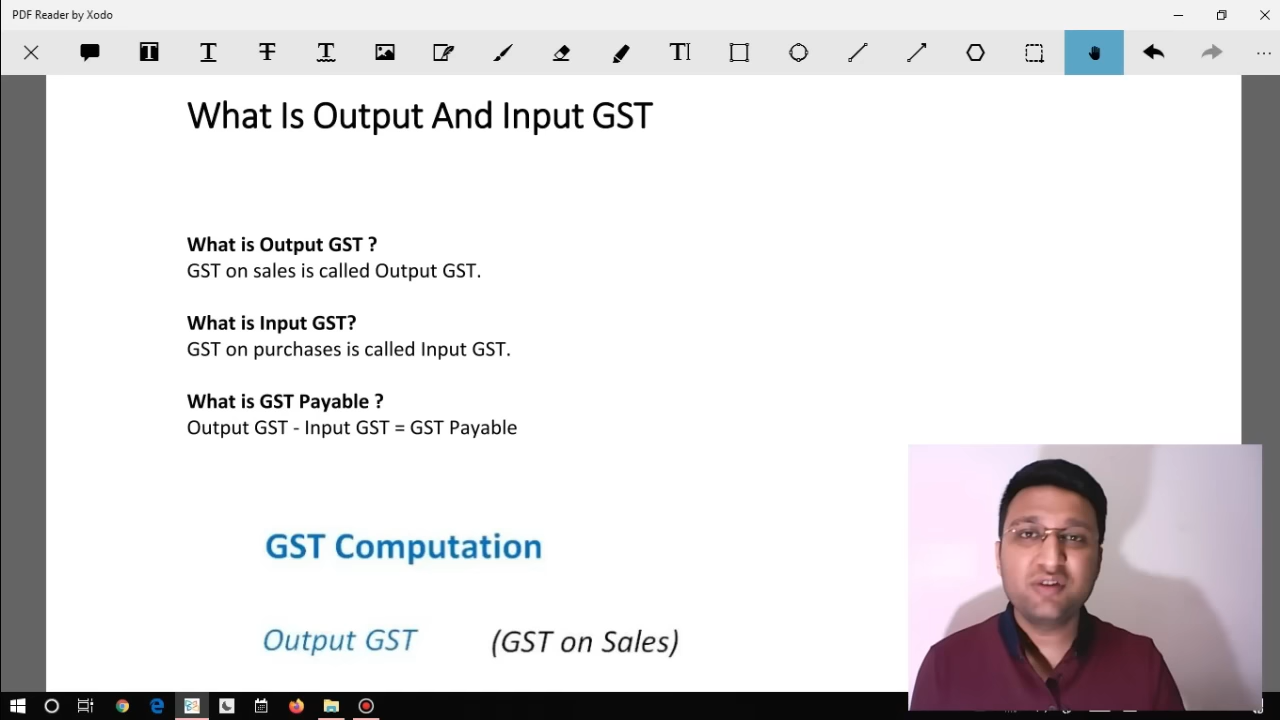 PDF Reader by Xodo
What Is Output And Input GST
What is Output GST ?
GST on sales is called Output GST.
What is Input GST?
GST on purchases is called Input GST.
What is GST Payable ?
Output GST - Input GST = GST Payable
GST Computation
Output GST (GST on Sales)